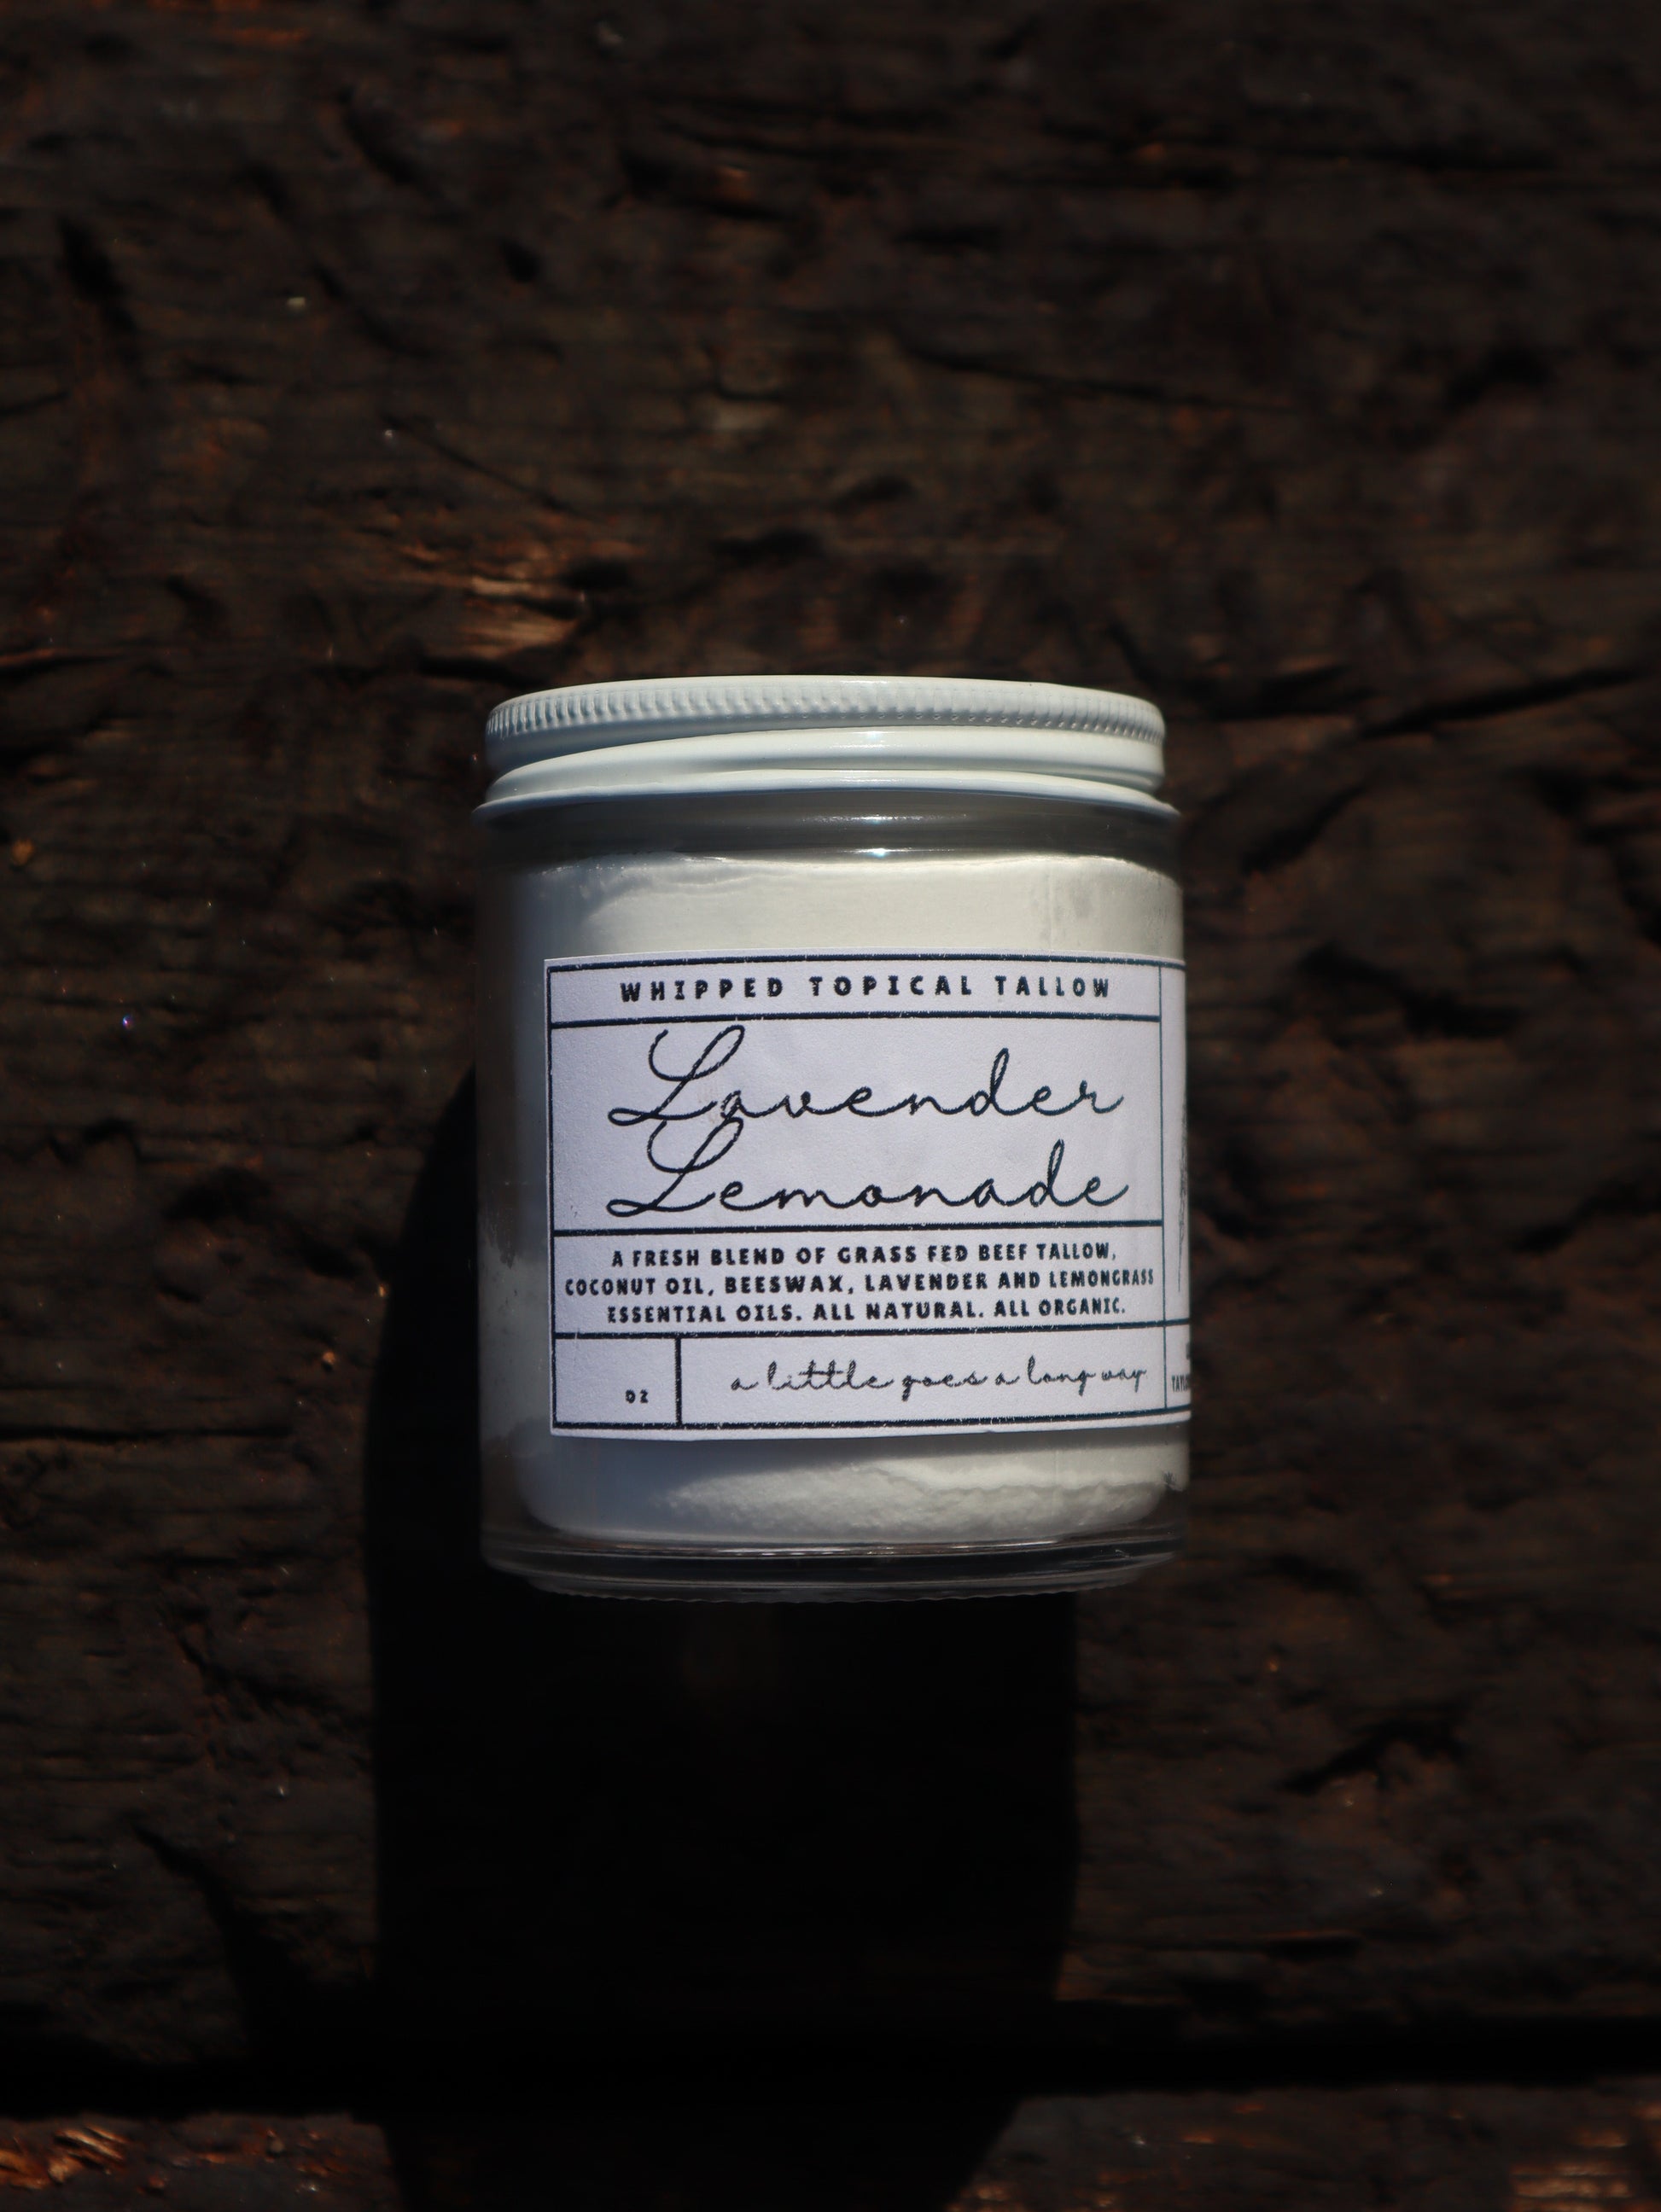 WHIPPED TOPICAL TALLOW
Lavender
Lemonade
A FRESH BLEND OF GRASS FED BEEF TALLOW,
COCONUT OIL, BEESWAX, LAVENDER AND LEMONGRASS
ESSENTIAL OILS. ALL NATURAL. ALL ORGANIC.
OZ
a little goes a long way